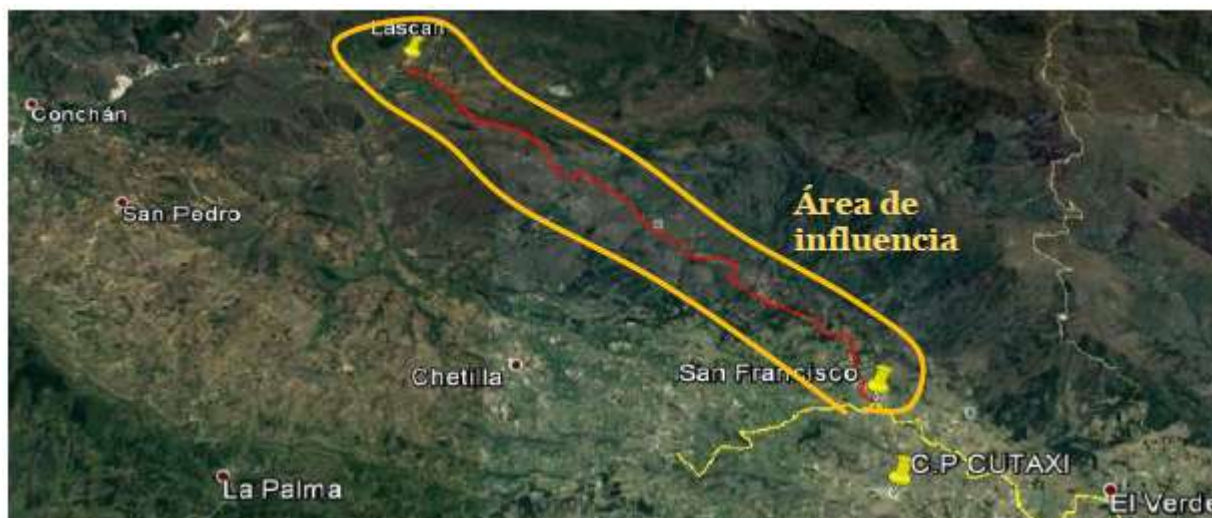 Lascan
Conchán
San Pedro
Área de
influencia
Chetilla
San Francisco
C.P CUTAXI
La Palma
El Verde